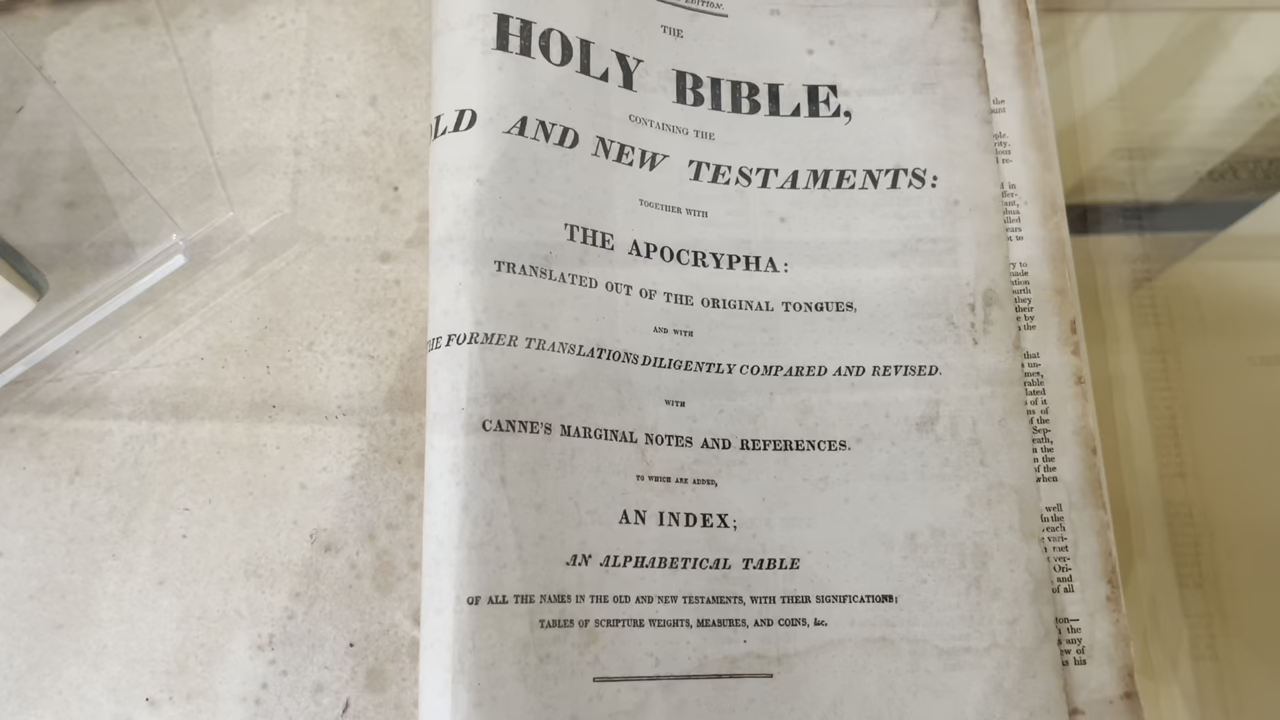 EDITION.
THE
HOLY BIBLE,
CONTAINING THE
OLD AND NEW TESTAMENTS:
TOGETHER WITH
THE APOCRYPHA:
TRANSLATED OUT OF THE ORIGINAL TONGUES,
AND WITH
THE FORMER TRANSLATIONS DILIGENTLY COMPARED AND REVISED.
WITH
CANNE'S MARGINAL NOTES AND REFERENCES.
TO WHICH ARE ADDED,
AN INDEX;
AN ALPHABETICAL TABLE
OF ALL THE NAMES IN THE OLD AND NEW TESTAMENTS, WITH THEIR SIGNIFICATIONS;
TABLES OF SCRIPTURE WEIGHTS, MEASURES, AND COINS, &c.